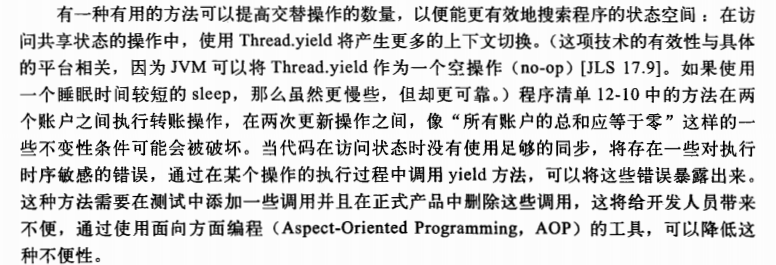 有一种有用的方法可以提高交替操作的数量，以便能更有效地搜索程序的状态空间：在访
问共享状态的操作中，使用 Thread.yield 将产生更多的上下文切换。（这项技术的有效性与具体
的平台相关，因为 JVM 可以将 Thread.yield 作为一个空操作（no-op）[JLS 17.9]。如果使用
一个睡眠时间较短的 sleep，那么虽然更慢些，但却更可靠。）程序清单 12-10 中的方法在两
个账户之间执行转账操作，在两次更新操作之间，像“所有账户的总和应等于零”这样的一
些不变性条件可能会被破坏。当代码在访问状态时没有使用足够的同步，将存在一些对执行
时序敏感的错误，通过在某个操作的执行过程中调用 yield 方法，可以将这些错误暴露出来。
这种方法需要在测试中添加一些调用并且在正式产品中删除这些调用，这将给开发人员带来
不便，通过使用面向方面编程（Aspect-Oriented Programming，AOP）的工具，可以降低这
种不便性。